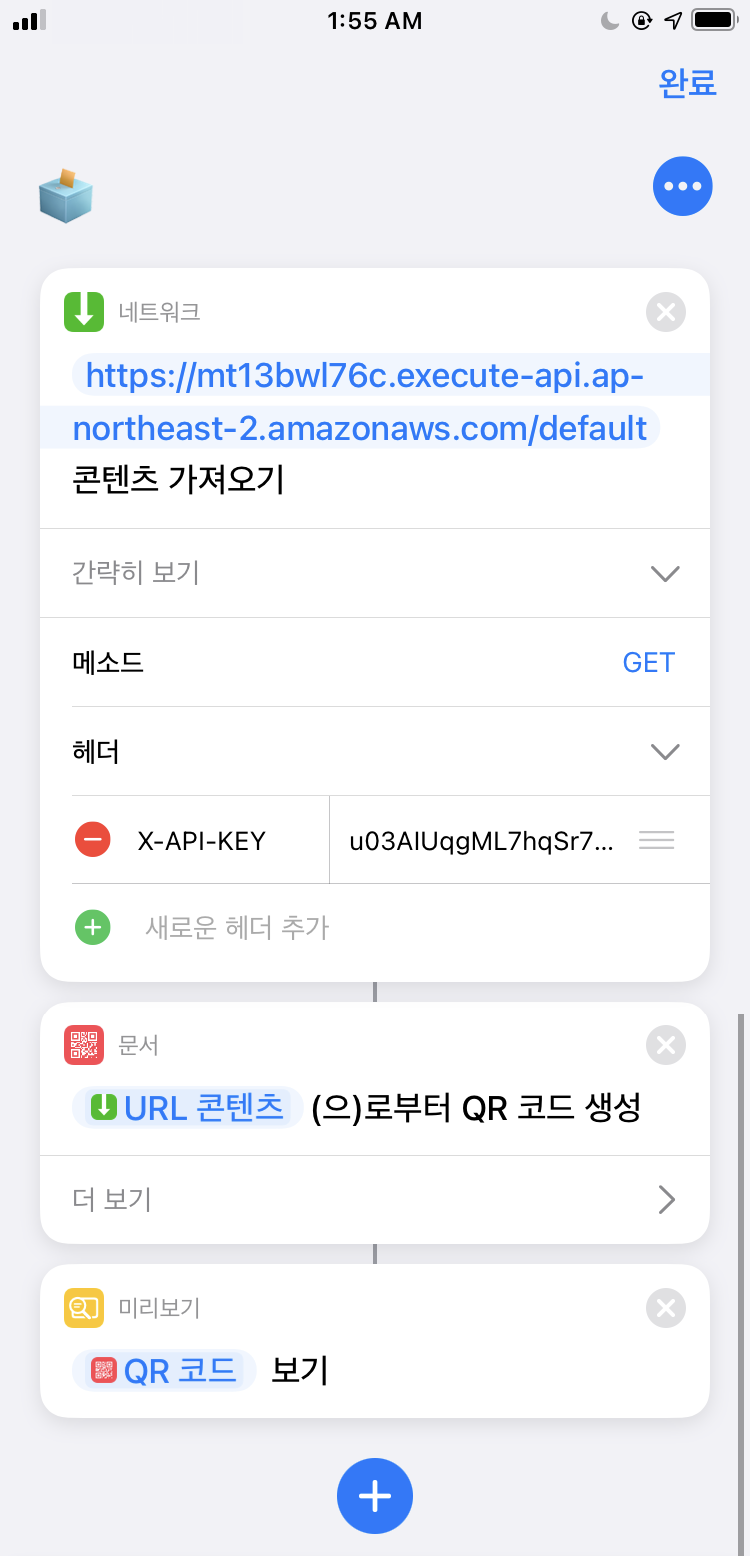 1:55 AM
완료
네트워크
https://mt13bwl76c.execute-api.ap-
northeast-2.amazonaws.com/default
콘텐츠 가져오기
간략히 보기
메소드 GET
헤더
X-API-KEY u03AlUqgML7hqSr7...
새로운 헤더 추가
문서
URL 콘텐츠 (으)로부터 QR 코드 생성
더 보기
미리보기
QR 코드 보기